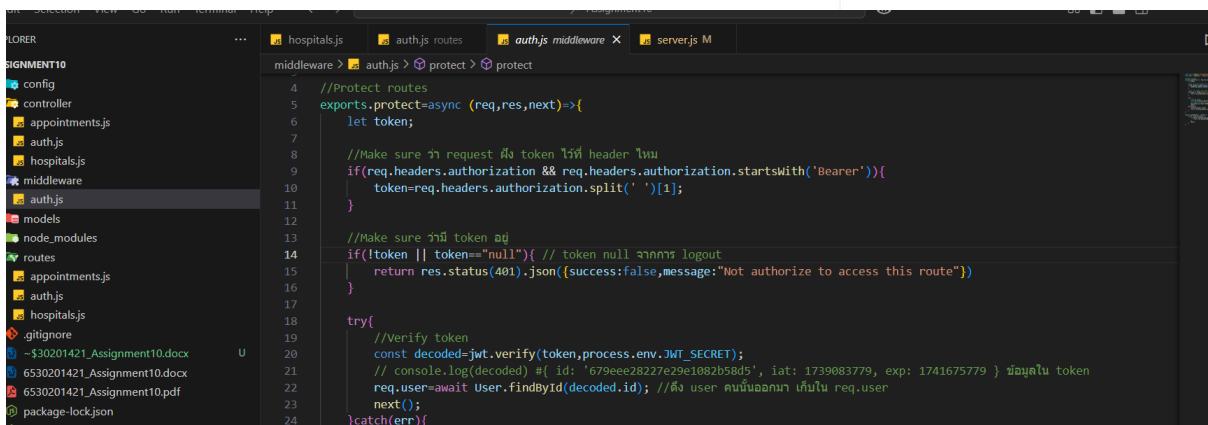 Selection View Go Run Terminal Help
hospitals.js
auth.js routes
auth.js middleware
server.js M
middleware > auth.js > protect > protect
SIGNMENT10
config
controller
appointments.js
auth.js
hospitals.js
middleware
auth.js
models
node_modules
routes
appointments.js
auth.js
hospitals.js
.gitignore
~$30201421_Assignment10.docx U
6530201421_Assignment10.docx
6530201421_Assignment10.pdf
package-lock.json
4 //Protect routes
5 exports.protect=async (req,res,next)=>{
6 let token;
7
8 //Make sure ว่า request ฝัง token ไว้ที่ header ไหม
9 if(req.headers.authorization && req.headers.authorization.startsWith('Bearer')){
10 token=req.headers.authorization.split(' ')[1];
11 }
12
13 //Make sure ว่ามี token อยู่
14 if(!token || token=="null"){ // token null จากการ logout
15 return res.status(401).json({success:false,message:"Not authorize to access this route"})
16 }
17
18 try{
19 //Verify token
20 const decoded=jwt.verify(token,process.env.JWT_SECRET);
21 // console.log(decoded) #{ id: '679eee28227e29e1082b58d5', iat: 1739083779, exp: 1741675779 } ข้อมูลใน token
22 req.user=await User.findById(decoded.id); //ดึง user คนนั้นออกมา เก็บใน req.user
23 next();
24 }catch(err){